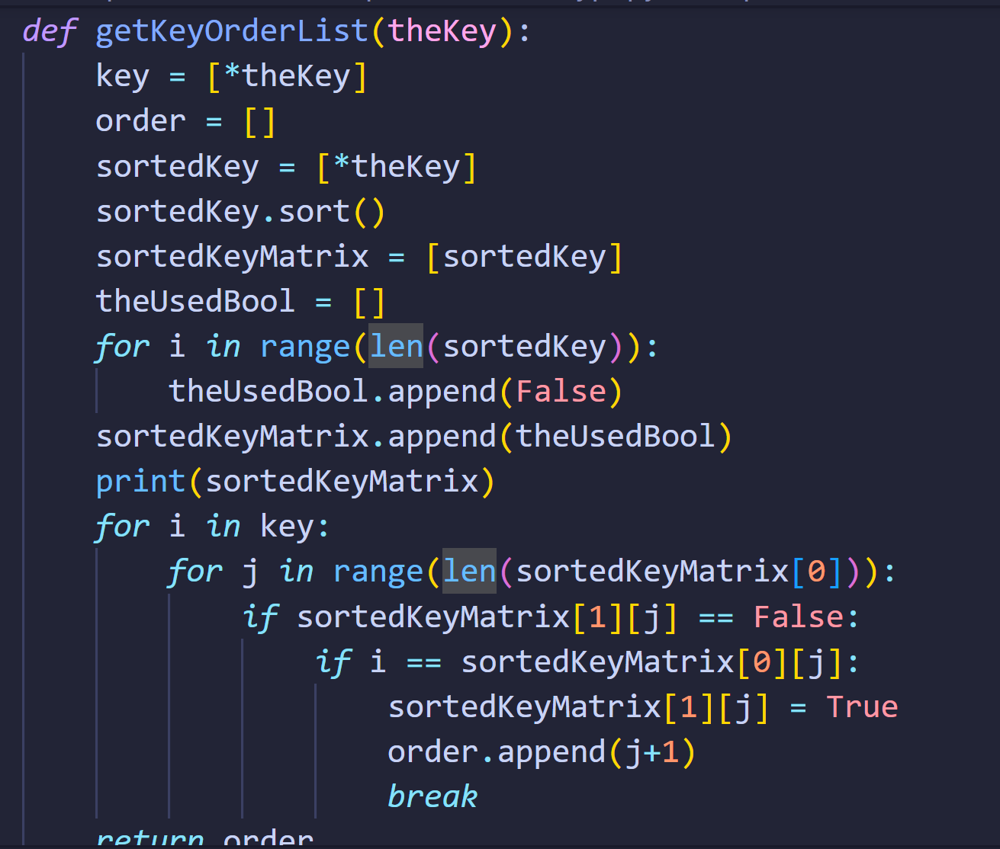 def getKeyOrderList(theKey):
    key = [*theKey]
    order = []
    sortedKey = [*theKey]
    sortedKey.sort()
    sortedKeyMatrix = [sortedKey]
    theUsedBool = []
    for i in range(len(sortedKey)):
        theUsedBool.append(False)
    sortedKeyMatrix.append(theUsedBool)
    print(sortedKeyMatrix)
    for i in key:
        for j in range(len(sortedKeyMatrix[0])):
            if sortedKeyMatrix[1][j] == False:
                if i == sortedKeyMatrix[0][j]:
                    sortedKeyMatrix[1][j] = True
                    order.append(j+1)
                    break
    return order